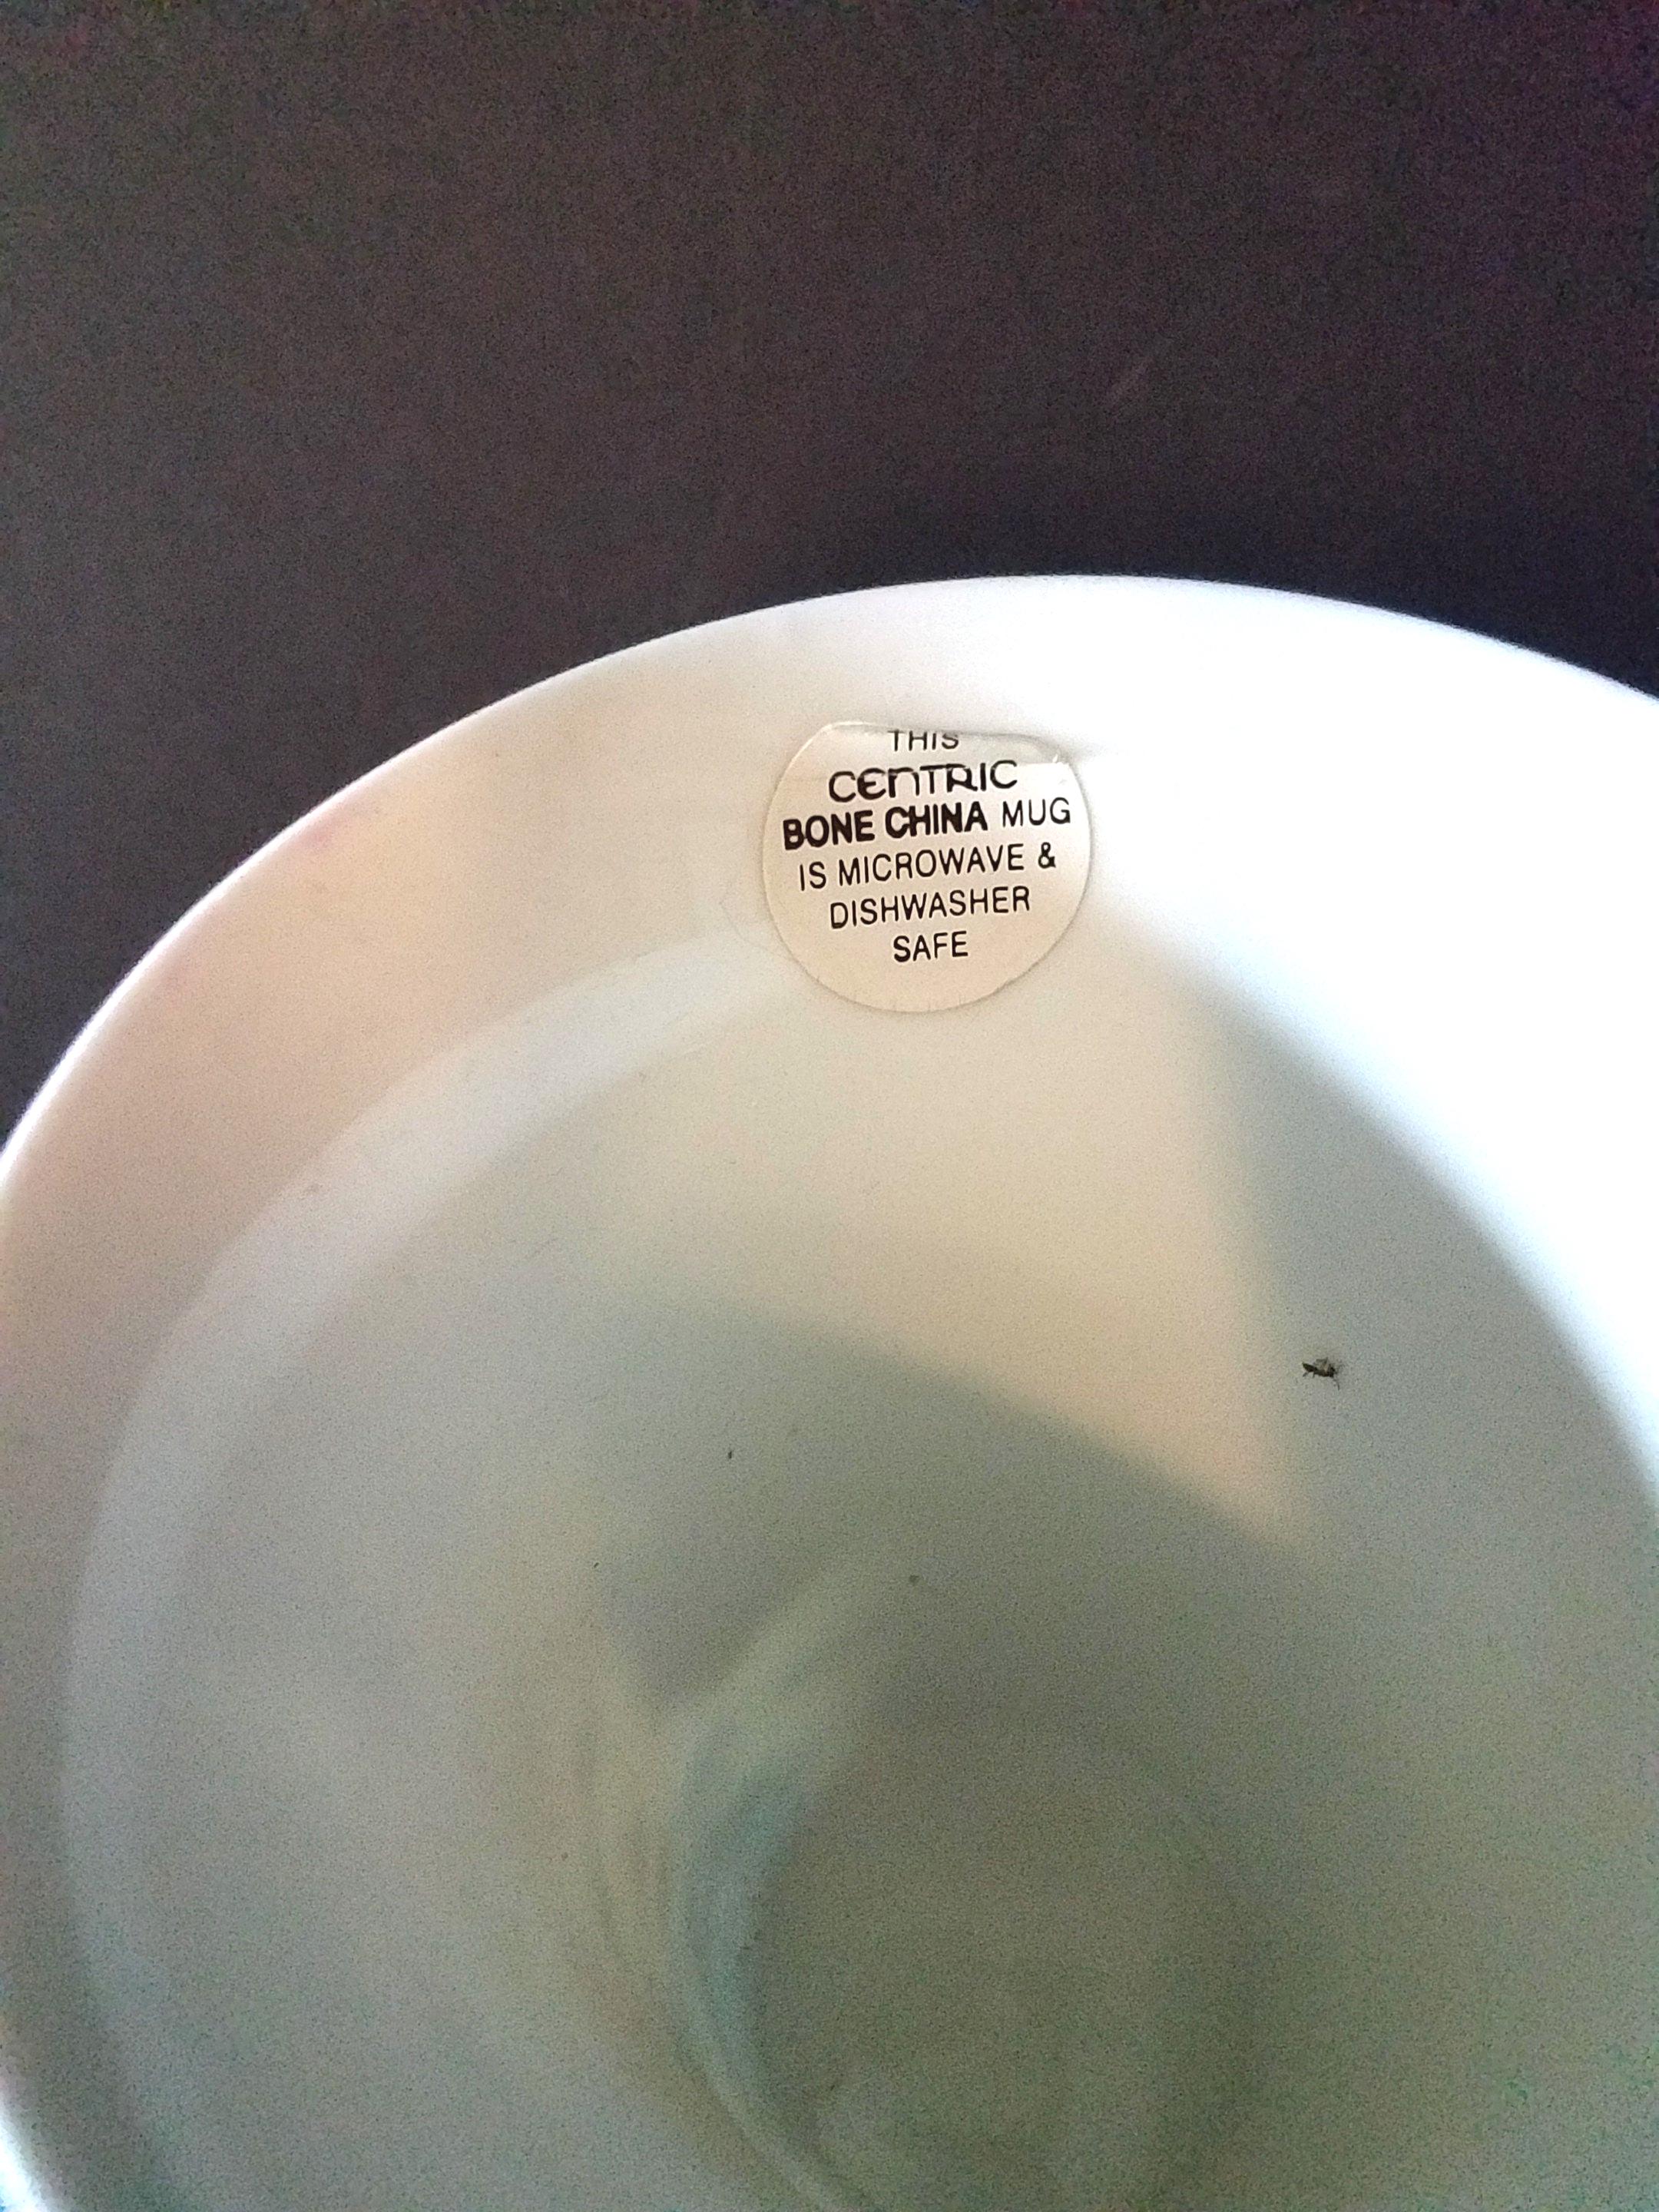 THIS
CENTRIC
BONE CHINA MUG
IS MICROWAVE &
DISHWASHER
SAFE